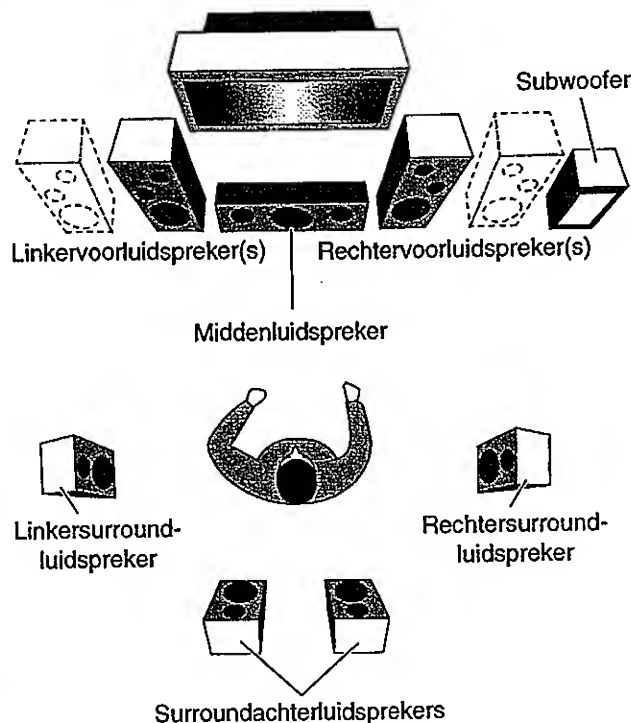 Subwoofer
Linkervoorluidspreker(s)
Rechtervoorluidspreker(s)
Middenluidspreker
Linkersurround-
luidspreker
Rechtersurround-
luidspreker
Surroundachterluidsprekers